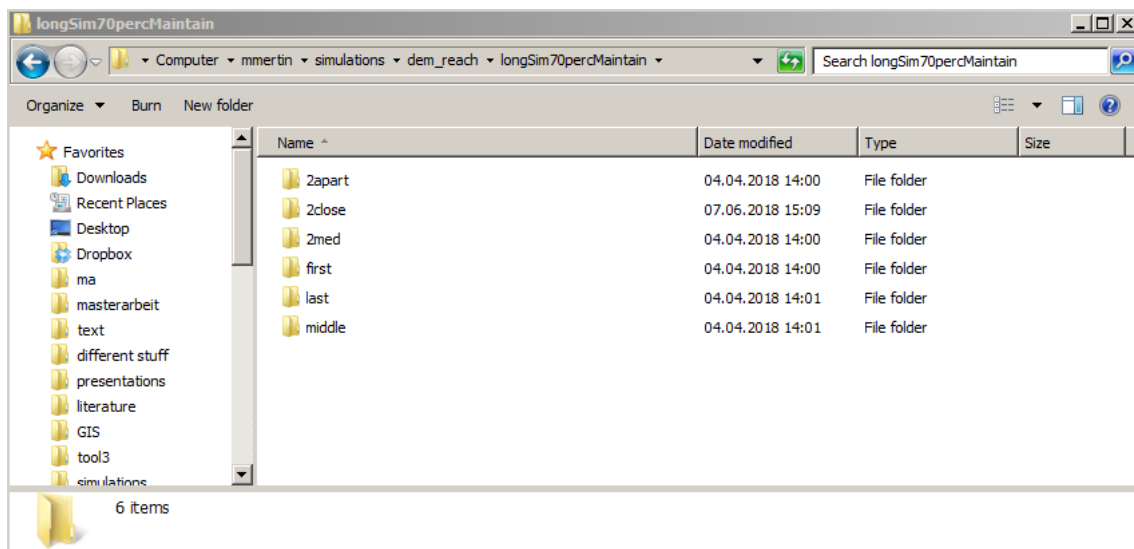 longSim70percMaintain
Computer mmertin simulations dem_reach longSim70percMaintain Search longSim70percMaintain
Organize Burn New folder
Favorites
Downloads
Recent Places
Desktop
Dropbox
ma
masterarbeit
text
different stuff
presentations
literature
GIS
tool3
simulations
Name Date modified Type Size
2apart 04.04.2018 14:00 File folder
2close 07.06.2018 15:09 File folder
2med 04.04.2018 14:00 File folder
first 04.04.2018 14:00 File folder
last 04.04.2018 14:01 File folder
middle 04.04.2018 14:01 File folder
6 items